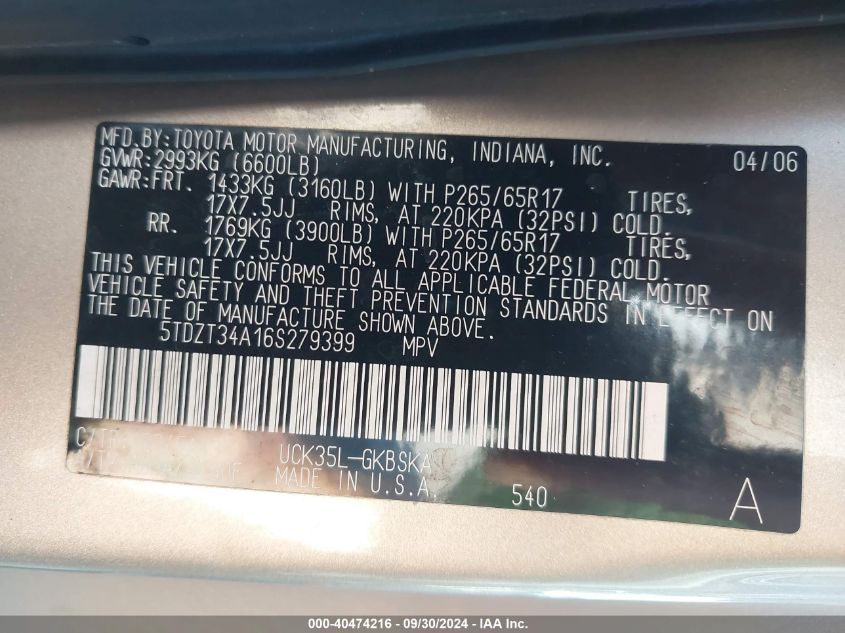 MFD.BY:TOYOTA MOTOR MANUFACTURING, INDIANA, INC. 04/06
GVWR:2993KG (6600LB)
GAWR:FRT. 1433KG (3160LB) WITH P265/65R17 TIRES,
17X7.5JJ RIMS, AT 220KPA (32PSI) COLD.
RR. 1769KG (3900LB) WITH P265/65R17 TIRES,
17X7.5JJ RIMS, AT 220KPA (32PSI) COLD.
THIS VEHICLE CONFORMS TO ALL APPLICABLE FEDERAL MOTOR
VEHICLE SAFETY AND THEFT PREVENTION STANDARDS IN EFFECT ON
THE DATE OF MANUFACTURE SHOWN ABOVE.
5TDZT34A16S279399 MPV
UCK35L-GKBSKA
MADE IN U.S.A.
540 A
000-40474216 - 09/30/2024 - IAA Inc.